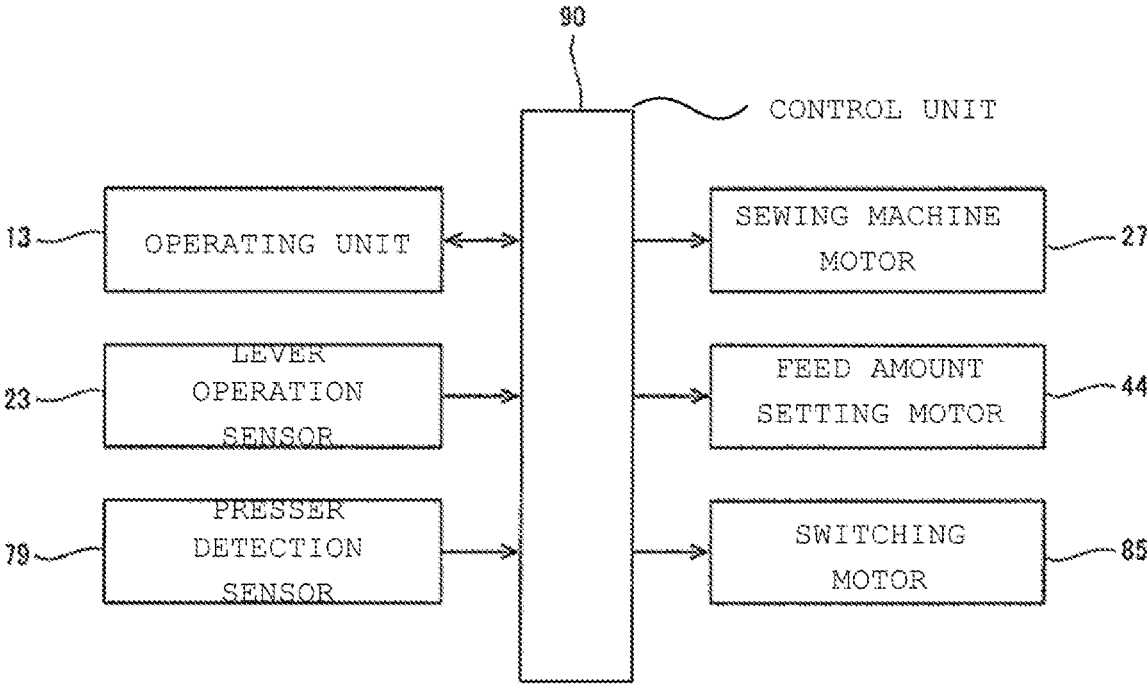 90
CONTROL UNIT
13
OPERATING UNIT
SEWING MACHINE
MOTOR
27
23
LEVER
OPERATION
SENSOR
FEED AMOUNT
SETTING MOTOR
44
79
PRESSER
DETECTION
SENSOR
SWITCHING
MOTOR
85